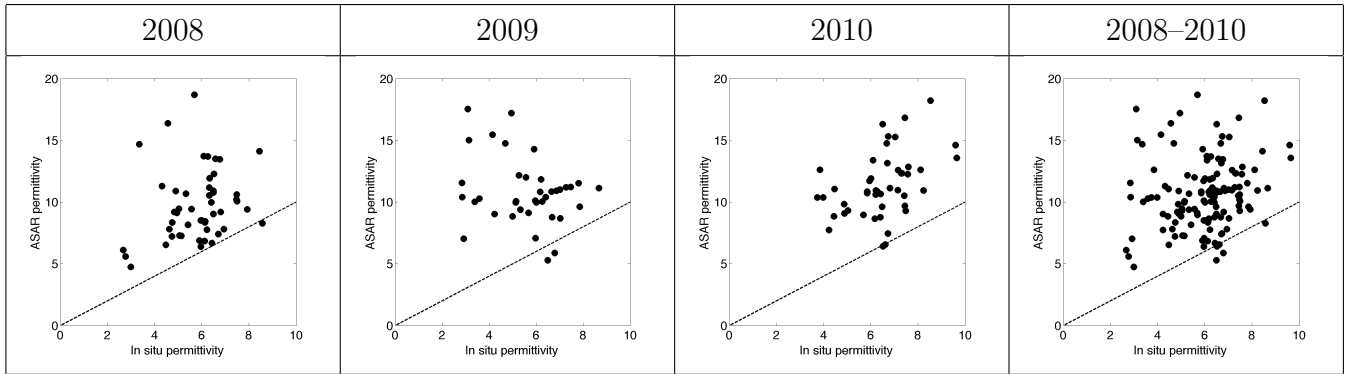 2008 2009 2010 2008–2010
20 20 20 20
15 15 15 15
10 10 10 10
5 5 5 5
0 0 0 0
0 2 4 6 8 10 0 2 4 6 8 10 0 2 4 6 8 10 0 2 4 6 8 10
ASAR permittivity ASAR permittivity ASAR permittivity ASAR permittivity
In situ permittivity In situ permittivity In situ permittivity In situ permittivity